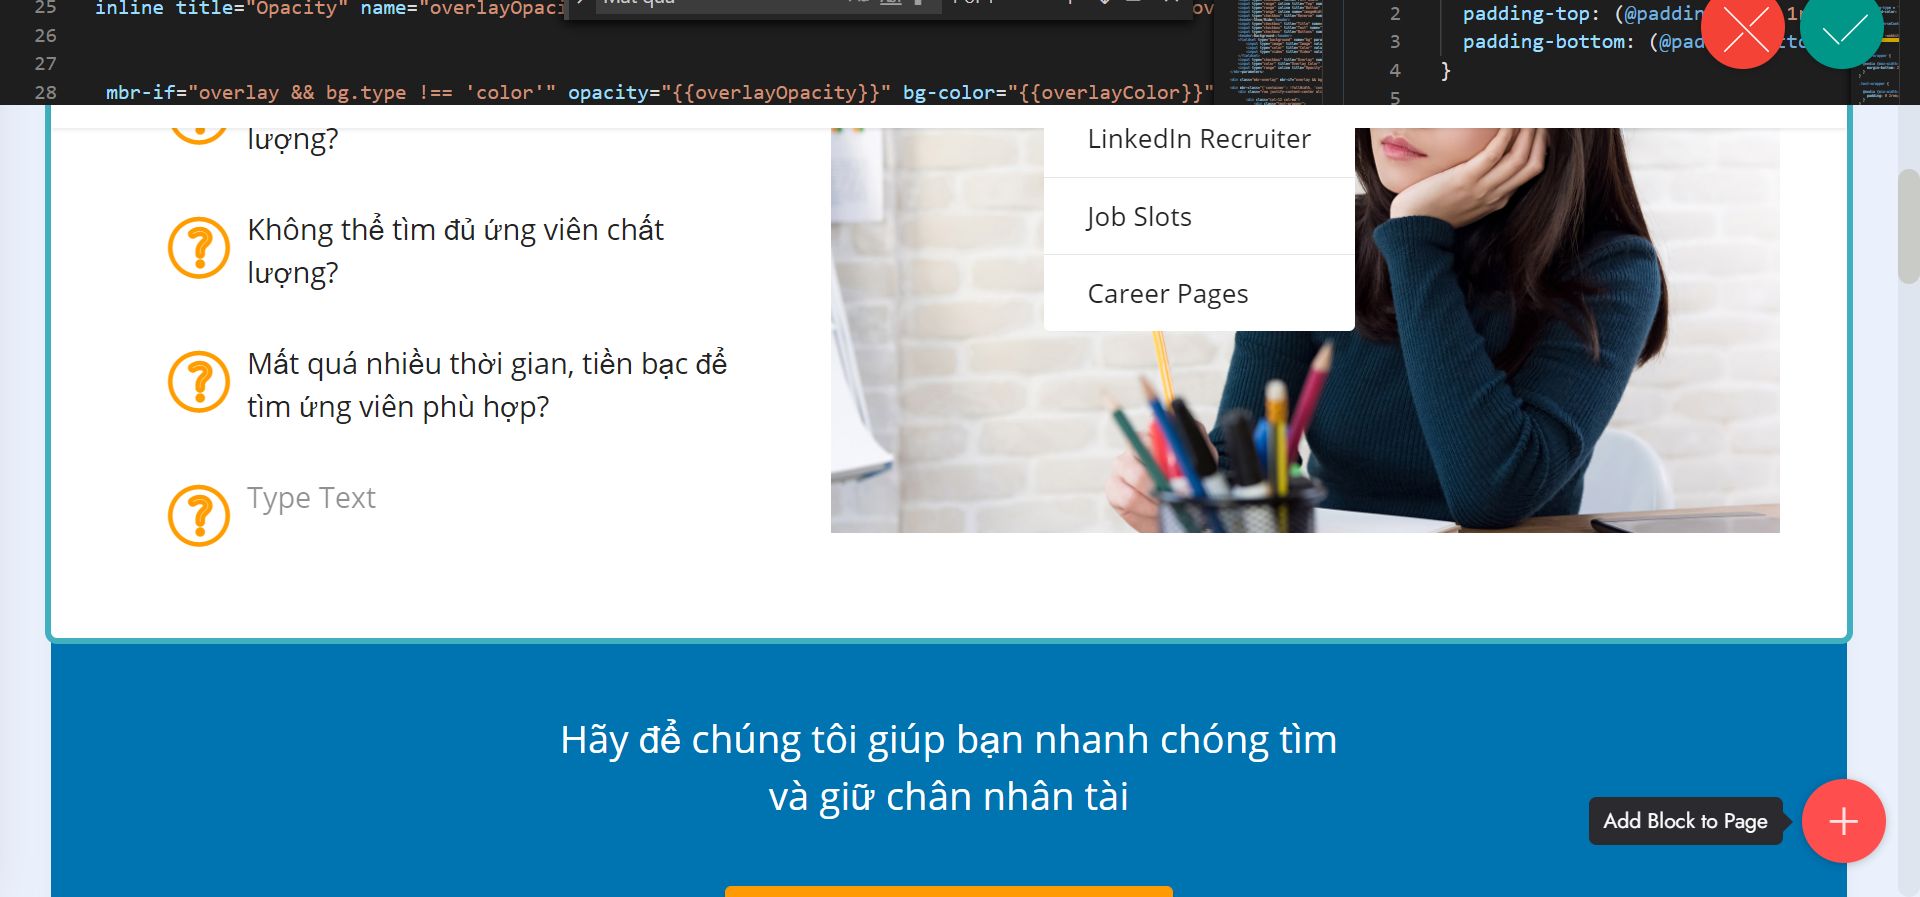 25 inline title="Opacity" name="overlayOpaci
26
27
28 mbr-if="overlay && bg.type !== 'color'" opacity="{{overlayOpacity}}" bg-color="{{overlayColor}}"
2 padding-top: (@paddin
3 padding-bottom: (@pad
4 }
5
lượng?
Không thể tìm đủ ứng viên chất
lượng?
Mất quá nhiều thời gian, tiền bạc để
tìm ứng viên phù hợp?
Type Text
LinkedIn Recruiter
Job Slots
Career Pages
Hãy để chúng tôi giúp bạn nhanh chóng tìm
và giữ chân nhân tài
Add Block to Page